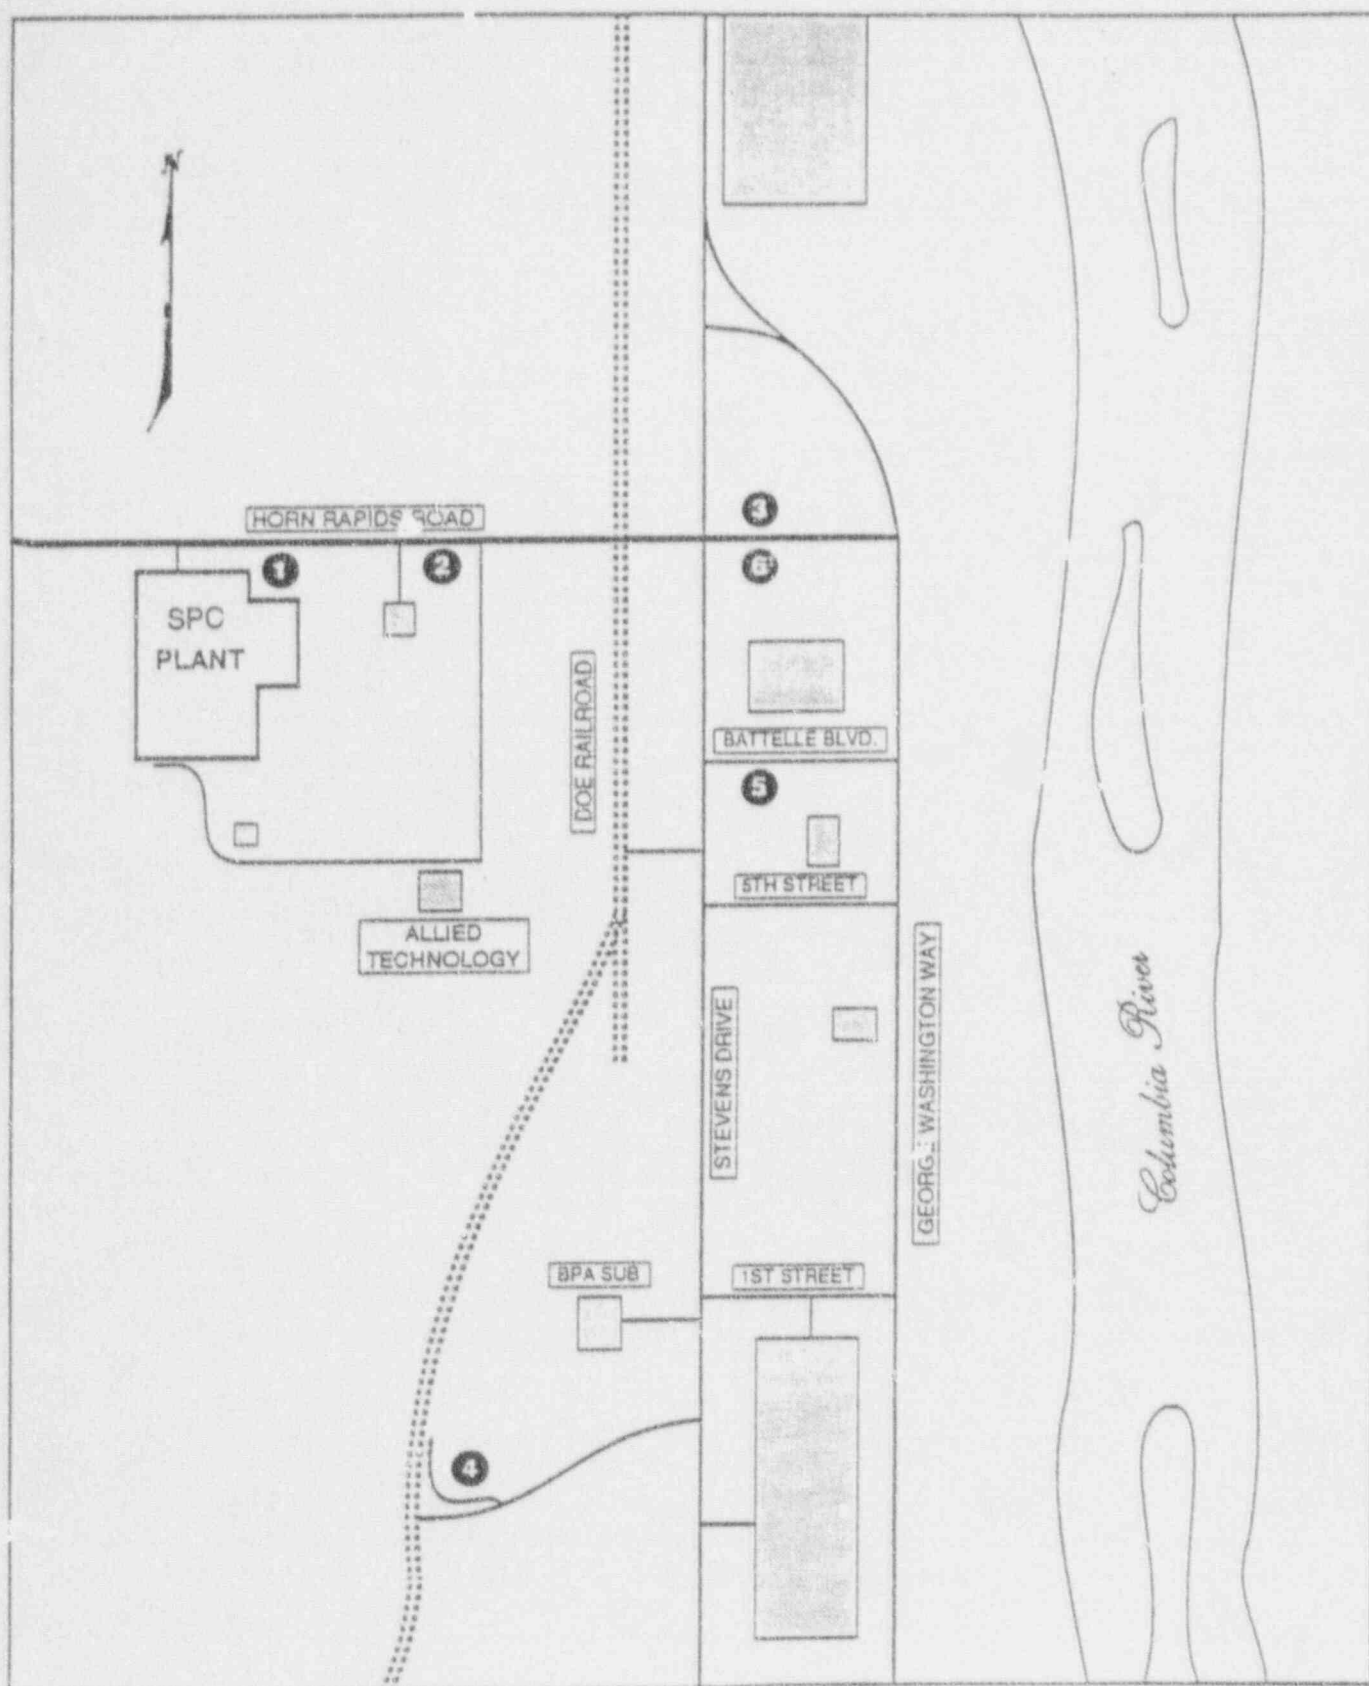 N
HORN RAPIDS ROAD
3
1
2
6
SPC
PLANT
DOE RAILROAD
BATTELLE BLVD.
5
5TH STREET
ALLIED
TECHNOLOGY
STEVENS DRIVE
GEORGE WASHINGTON WAY
Columbia River
BPA SUB
1ST STREET
4